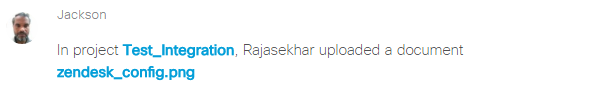 Jackson
In project Test_Integration, Rajasekhar uploaded a document
zendesk_config.png